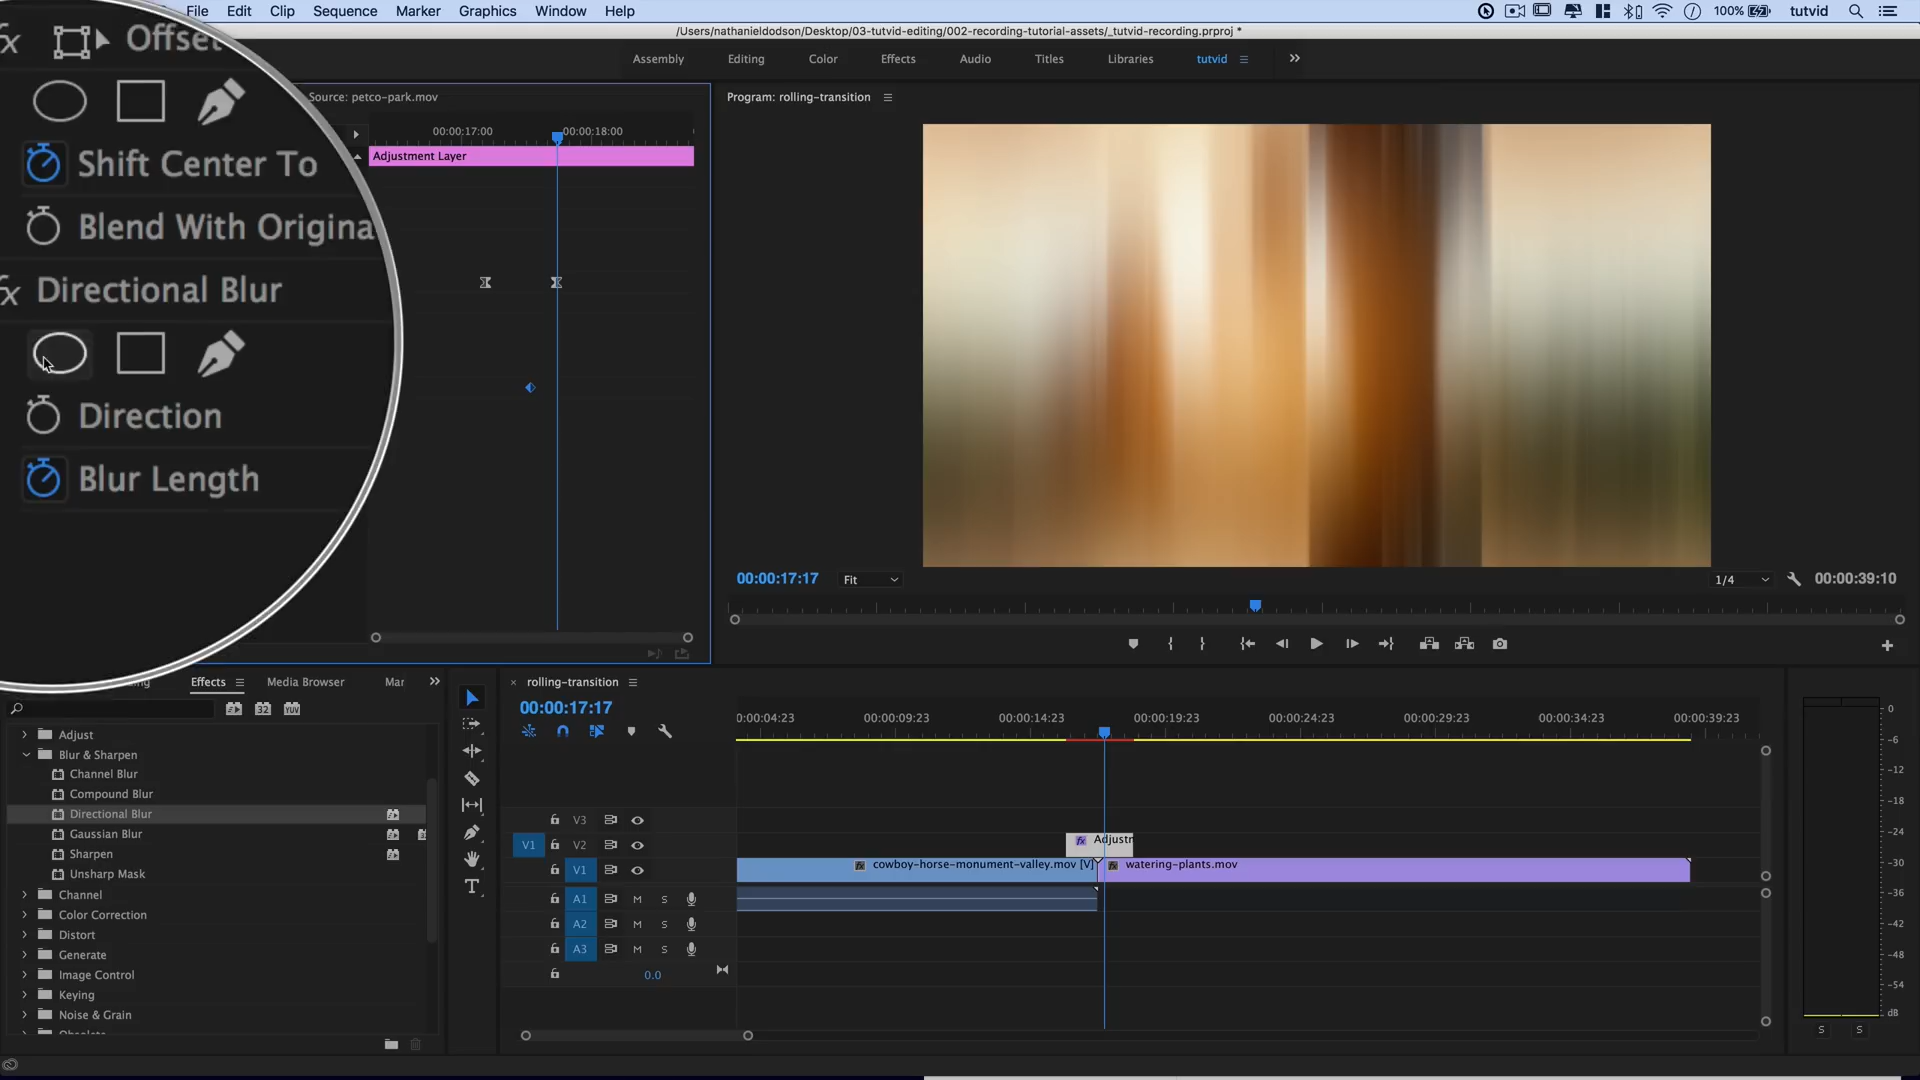 File Edit Clip Sequence Marker Graphics Window Help
100% tutvid
/Users/nathanieldodson/Desktop/03-tutvid-editing/002-recording-tutorial-assets/_tutvid-recording.prproj *
Assembly Editing Color Effects Audio Titles Libraries tutvid
fx Offset
Source: petco-park.mov
Program: rolling-transition
00:00:17:00 00:00:18:00
Adjustment Layer
Shift Center To
Blend With Origina
fx Directional Blur
Direction
Blur Length
00:00:17:17 Fit 1/4 00:00:39:10
Effects Media Browser Mar
32 YUV
Adjust
Blur & Sharpen
Channel Blur
Compound Blur
Directional Blur
Gaussian Blur
Sharpen
Unsharp Mask
Channel
Color Correction
Distort
Generate
Image Control
Keying
Noise & Grain
rolling-transition
00:00:17:17
0:00:04:23 00:00:09:23 00:00:14:23 00:00:19:23 00:00:24:23 00:00:29:23 00:00:34:23 00:00:39:23
V3
V1 V2 fx Adjustm
V1 fx cowboy-horse-monument-valley.mov [V] fx watering-plants.mov
A1 M S
A2 M S
A3 M S
0.0
0
-6
-12
-18
-24
-30
-36
-42
-48
-54
dB
S S